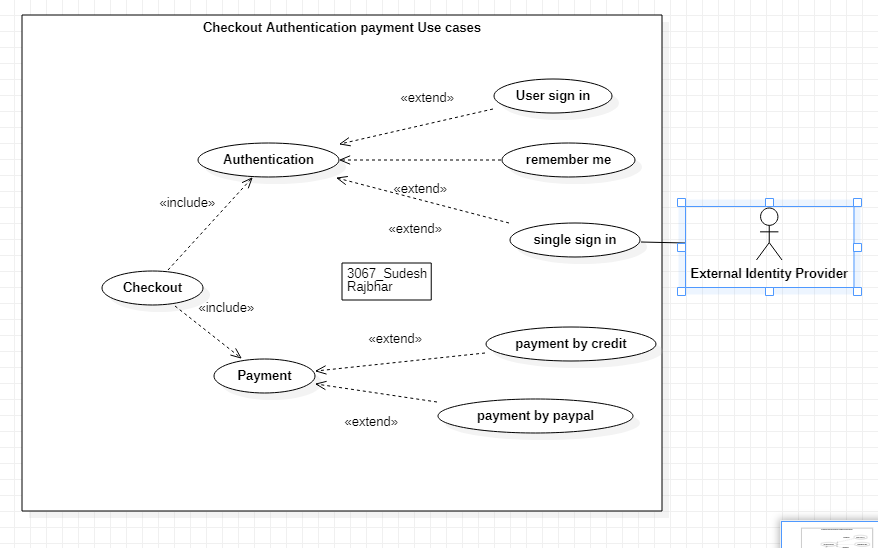 Checkout Authentication payment Use cases
«extend»
User sign in
Authentication
remember me
«extend»
«include»
«extend»
single sign in
External Identity Provider
3067_Sudesh
Rajbhar
Checkout
«include»
«extend»
payment by credit
Payment
payment by paypal
«extend»